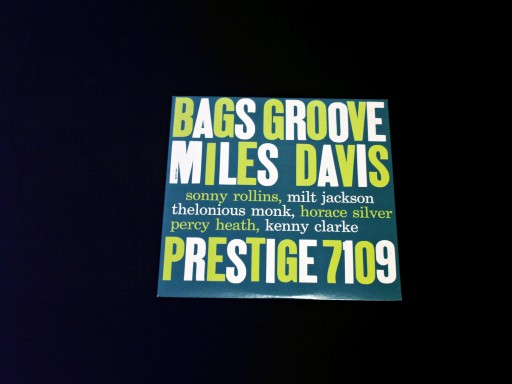 BAGS GROOVE
MILES DAVIS
sonny rollins, milt jackson
thelonious monk, horace silver
percy heath, kenny clarke
PRESTIGE 7109